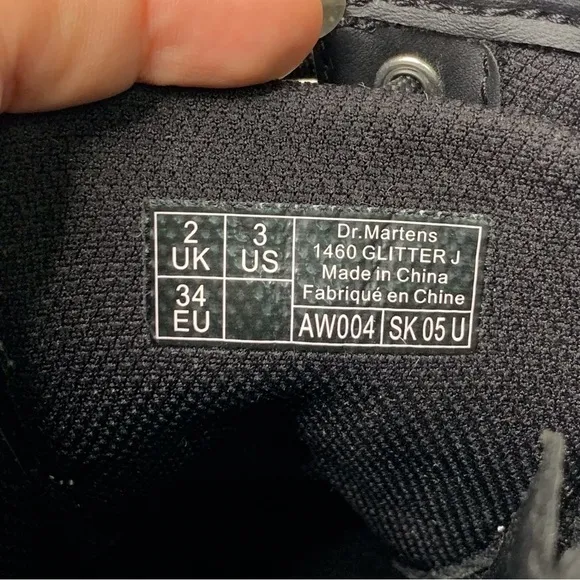 2
UK
3
US
34
EU
Dr.Martens
1460 GLITTER J
Made in China
Fabriqué en Chine
AW004 SK 05 U